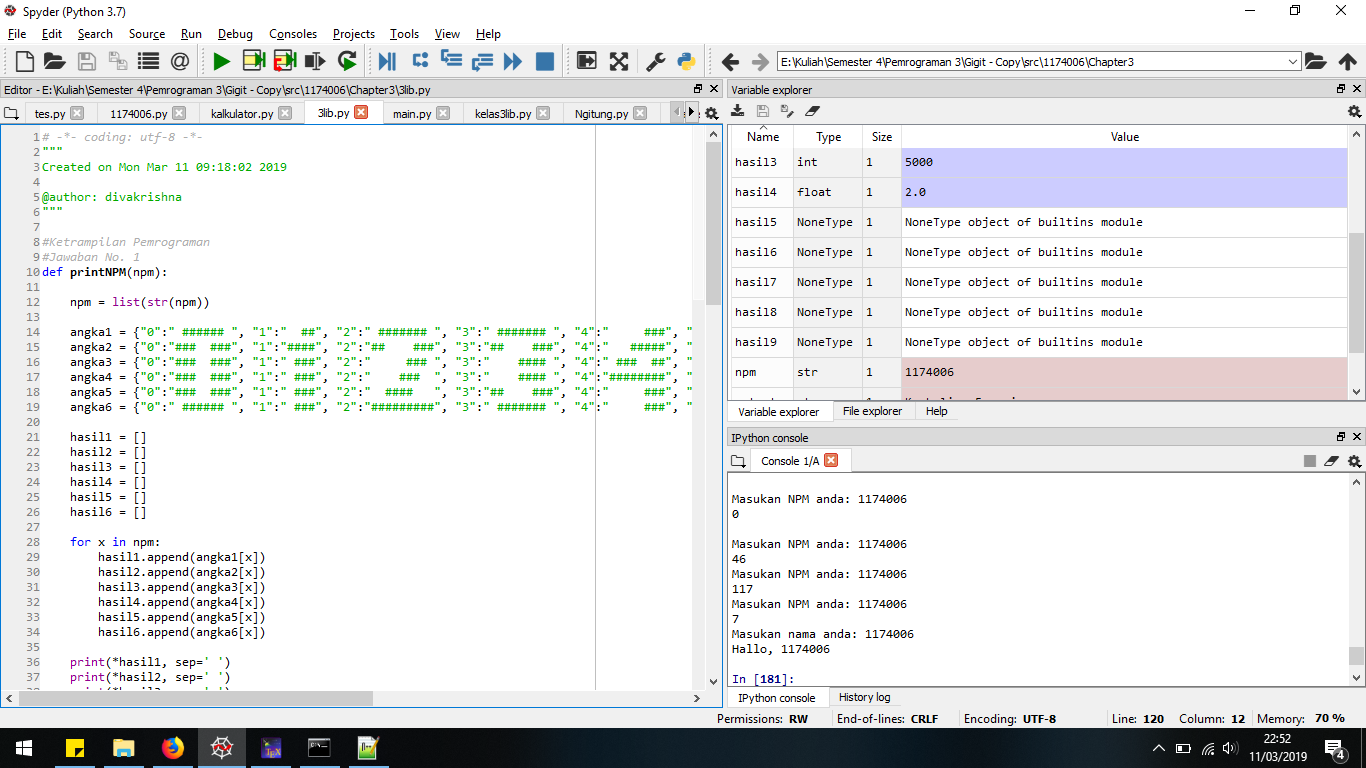 Spyder (Python 3.7)
File Edit Search Source Run Debug Consoles Projects Tools View Help
E:\Kuliah\Semester 4\Pemrograman 3\Gigit - Copy\src\1174006\Chapter3
Editor - E:\Kuliah\Semester 4\Pemrograman 3\Gigit - Copy\src\1174006\Chapter3\3lib.py
tes.py 1174006.py kalkulator.py 3lib.py main.py kelas3lib.py Ngitung.py
1 # -*- coding: utf-8 -*-
2 """
3 Created on Mon Mar 11 09:18:02 2019
4
5 @author: divakrishna
6 """
7
8 #Ketrampilan Pemrograman
9 #Jawaban No. 1
10 def printNPM(npm):
11
12     npm = list(str(npm))
13
14     angka1 = {"0":" ###### ", "1":"  ##", "2":" ####### ", "3":" ####### ", "4":"     ###", "
15     angka2 = {"0":"###  ###", "1":"####", "2":"##    ###", "3":"##    ###", "4":"   #####", "
16     angka3 = {"0":"###  ###", "1":" ###", "2":"     ### ", "3":"    #### ", "4":" ### ##", "
17     angka4 = {"0":"###  ###", "1":" ###", "2":"    ###  ", "3":"    #### ", "4":"########", "
18     angka5 = {"0":"###  ###", "1":" ###", "2":"  ####   ", "3":"##    ###", "4":"     ###", "
19     angka6 = {"0":" ###### ", "1":" ###", "2":"#########", "3":" ####### ", "4":"     ###", "
20
21     hasil1 = []
22     hasil2 = []
23     hasil3 = []
24     hasil4 = []
25     hasil5 = []
26     hasil6 = []
27
28     for x in npm:
29         hasil1.append(angka1[x])
30         hasil2.append(angka2[x])
31         hasil3.append(angka3[x])
32         hasil4.append(angka4[x])
33         hasil5.append(angka5[x])
34         hasil6.append(angka6[x])
35
36     print(*hasil1, sep=' ')
37     print(*hasil2, sep=' ')
Variable explorer
Name Type Size Value
hasil3 int 1 5000
hasil4 float 1 2.0
hasil5 NoneType 1 NoneType object of builtins module
hasil6 NoneType 1 NoneType object of builtins module
hasil7 NoneType 1 NoneType object of builtins module
hasil8 NoneType 1 NoneType object of builtins module
hasil9 NoneType 1 NoneType object of builtins module
npm str 1 1174006
Variable explorer File explorer Help
IPython console
Console 1/A
Masukan NPM anda: 1174006
0
Masukan NPM anda: 1174006
46
Masukan NPM anda: 1174006
117
Masukan NPM anda: 1174006
7
Masukan nama anda: 1174006
Hallo, 1174006
In [181]:
IPython console History log
Permissions: RW End-of-lines: CRLF Encoding: UTF-8 Line: 120 Column: 12 Memory: 70 %
22:52
11/03/2019
4